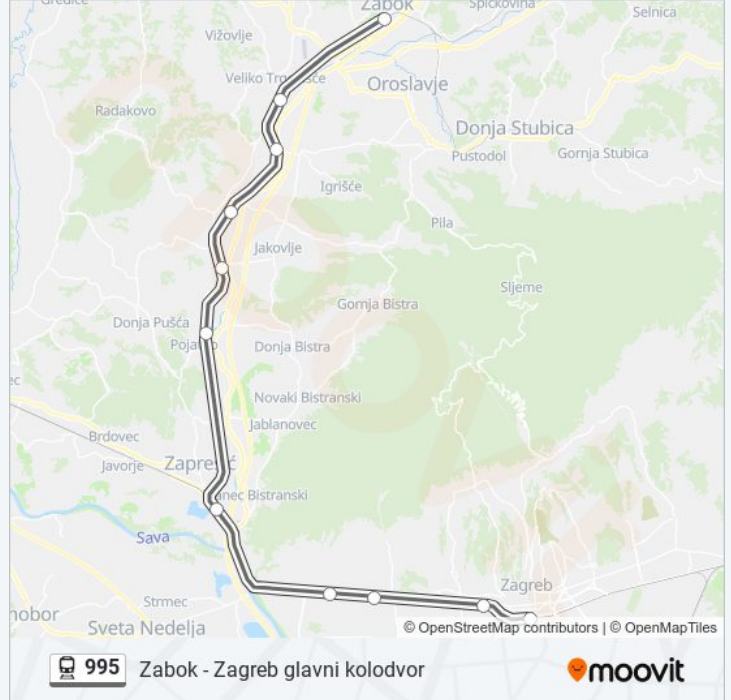 Gredice
Zabok
Špičkovina
Selnica
Vižovlje
Veliko
Oroslavje
Radakovo
Donja Stubica
Pustodol
Gornja Stubica
Igrišće
Pila
Jakovlje
Sljeme
Gornja Bistra
Donja Pušća
Donja Bistra
Novaki Bistranski
Jablanovec
Brdovec
Javorje
Bistranski
Sava
Zagreb
Strmec
Sveta Nedelja
© OpenStreetMap contributors | © OpenMapTiles
995 Zabok - Zagreb glavni kolodvor
moovit